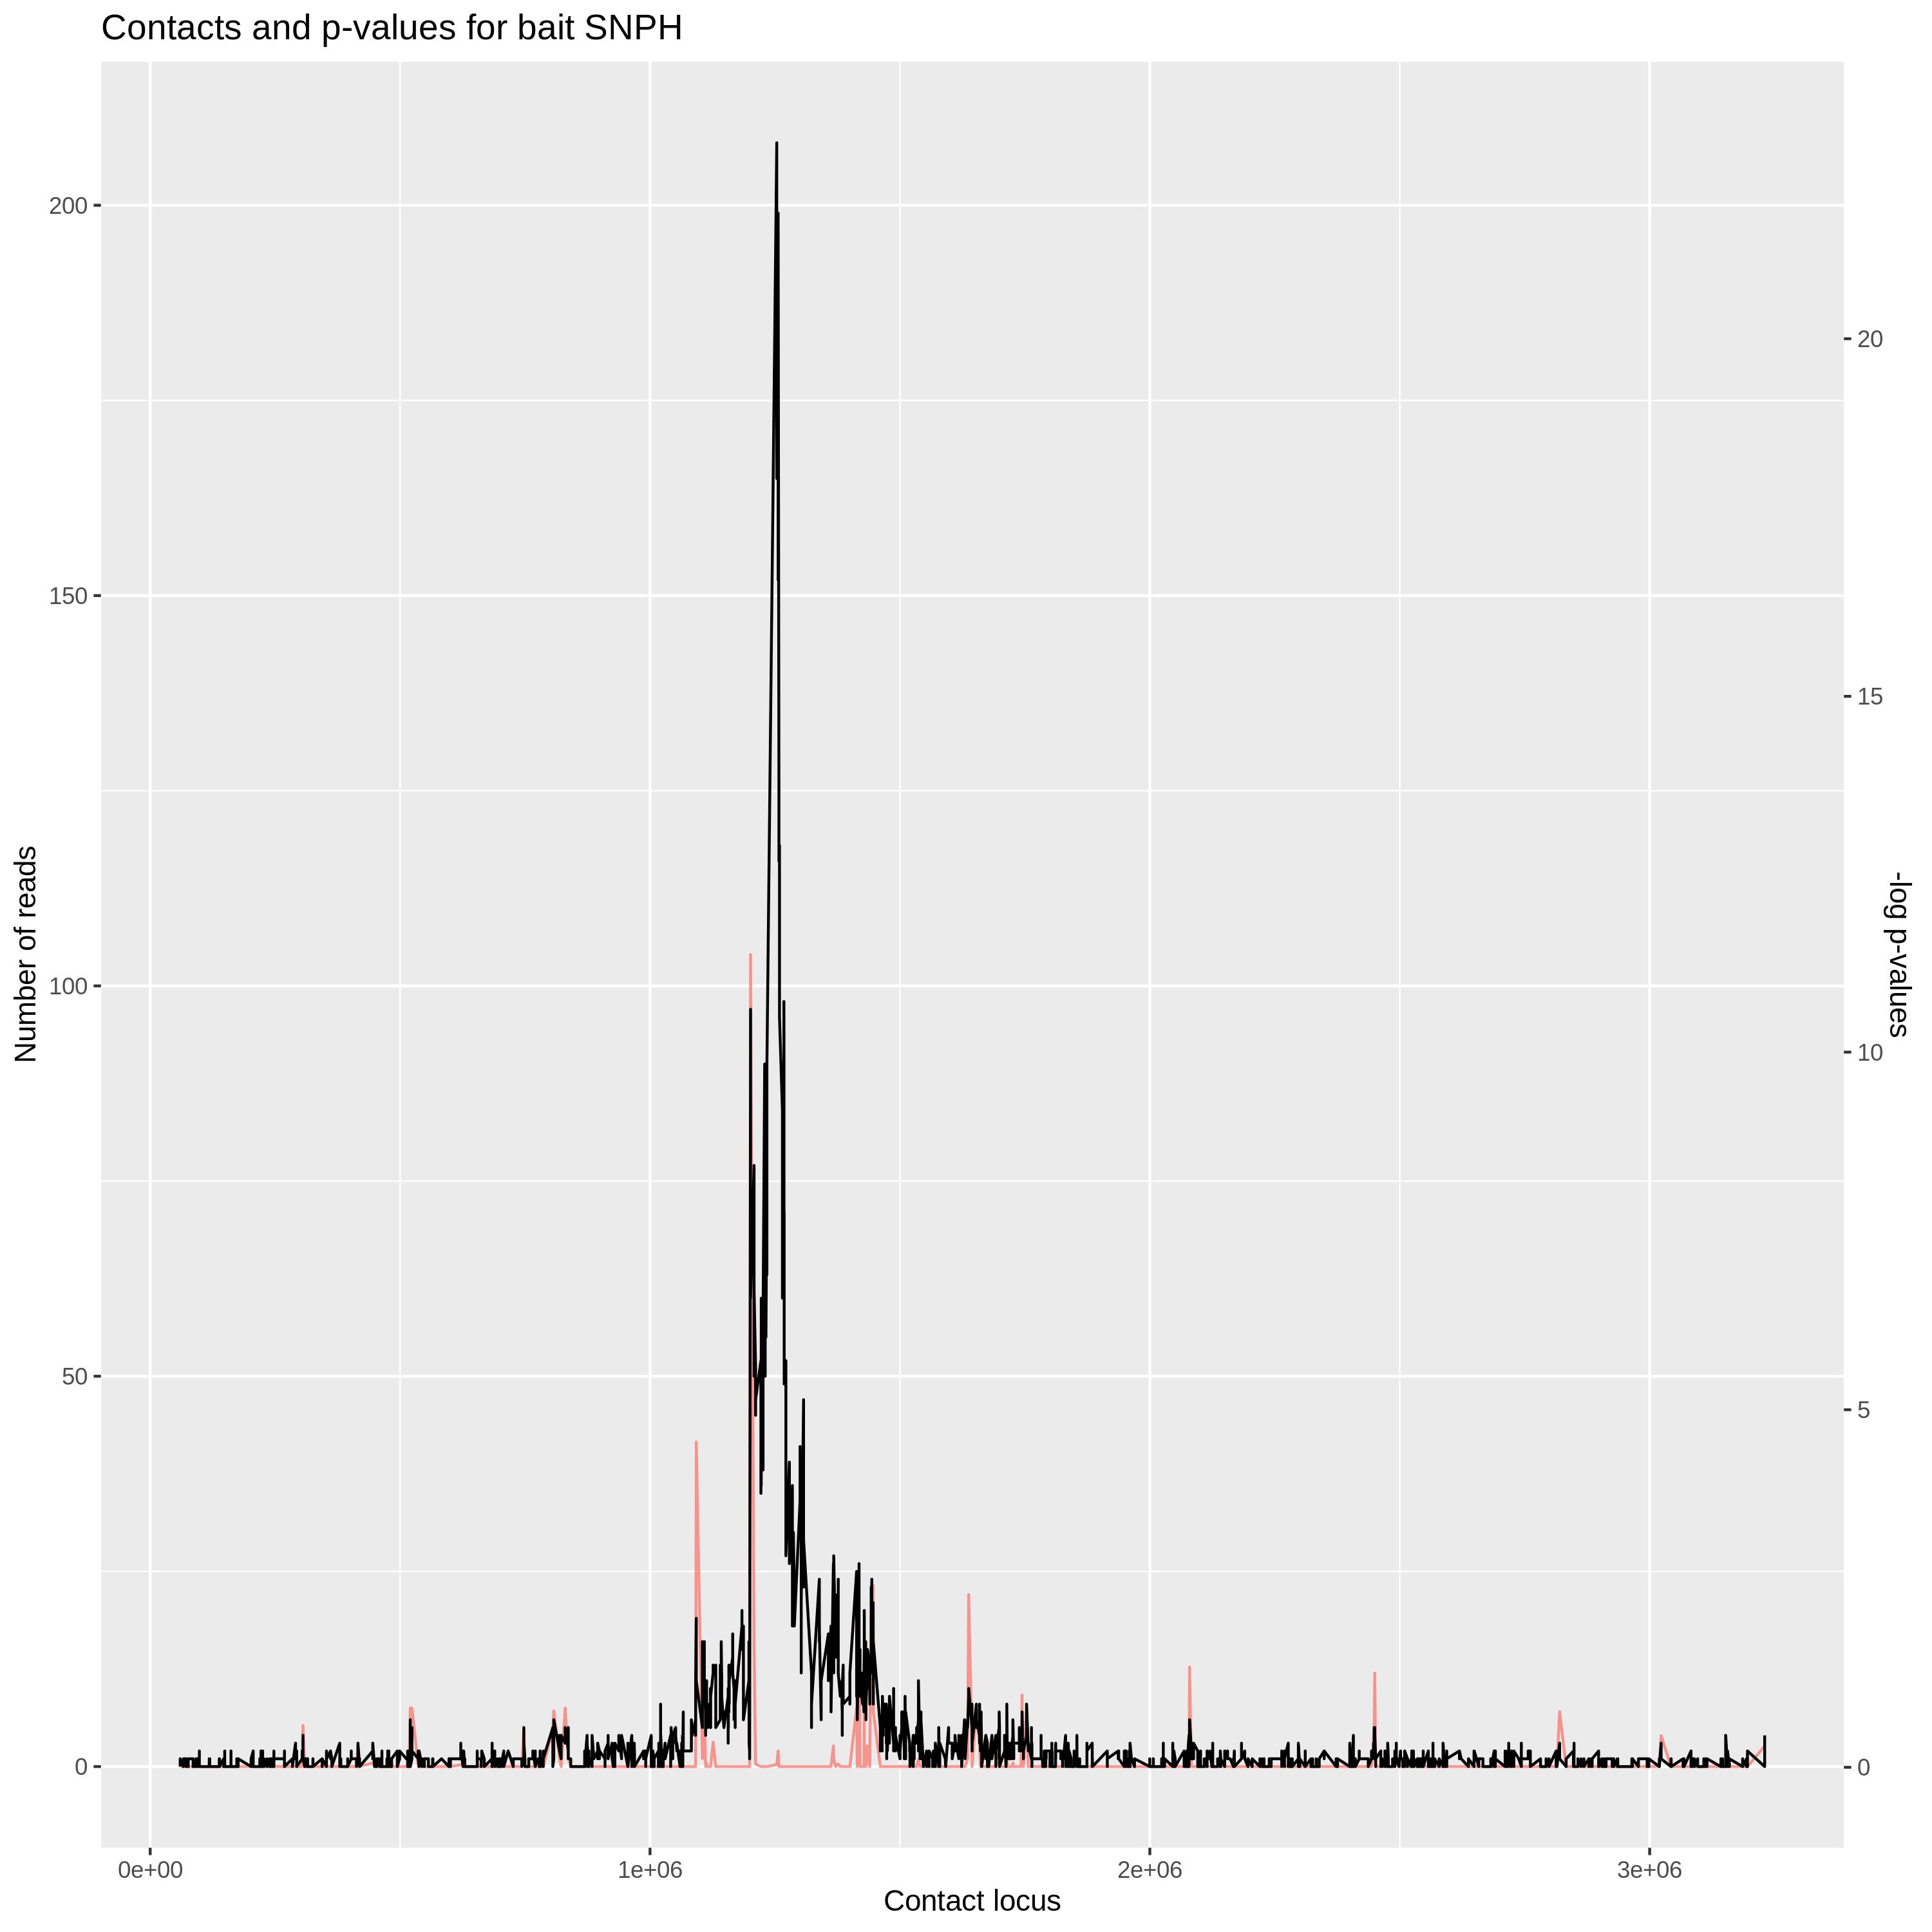 Contacts and p-values for bait SNPH
200
150
100
50
0
Number of reads
20
15
10
5
0
-log p-values
0e+00
1e+06
2e+06
3e+06
Contact locus